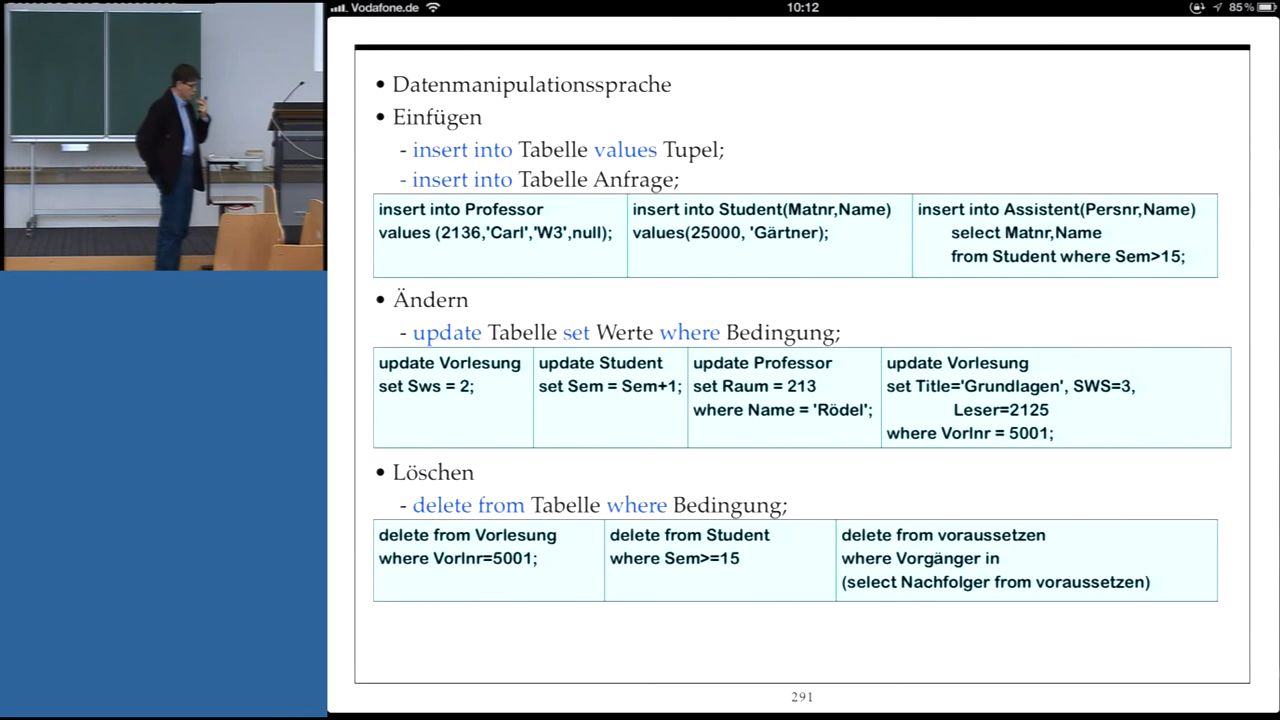 Vodafone.de
10:12
85%
• Datenmanipulationssprache
• Einfügen
- insert into Tabelle values Tupel;
- insert into Tabelle Anfrage;
insert into Professor
values (2136,'Carl','W3',null);
insert into Student(Matnr,Name)
values(25000, 'Gärtner);
insert into Assistent(Persnr,Name)
select Matnr,Name
from Student where Sem>15;
• Ändern
- update Tabelle set Werte where Bedingung;
update Vorlesung
set Sws = 2;
update Student
set Sem = Sem+1;
update Professor
set Raum = 213
where Name = 'Rödel';
update Vorlesung
set Title='Grundlagen', SWS=3,
Leser=2125
where Vorlnr = 5001;
• Löschen
- delete from Tabelle where Bedingung;
delete from Vorlesung
where Vorlnr=5001;
delete from Student
where Sem>=15
delete from voraussetzen
where Vorgänger in
(select Nachfolger from voraussetzen)
291